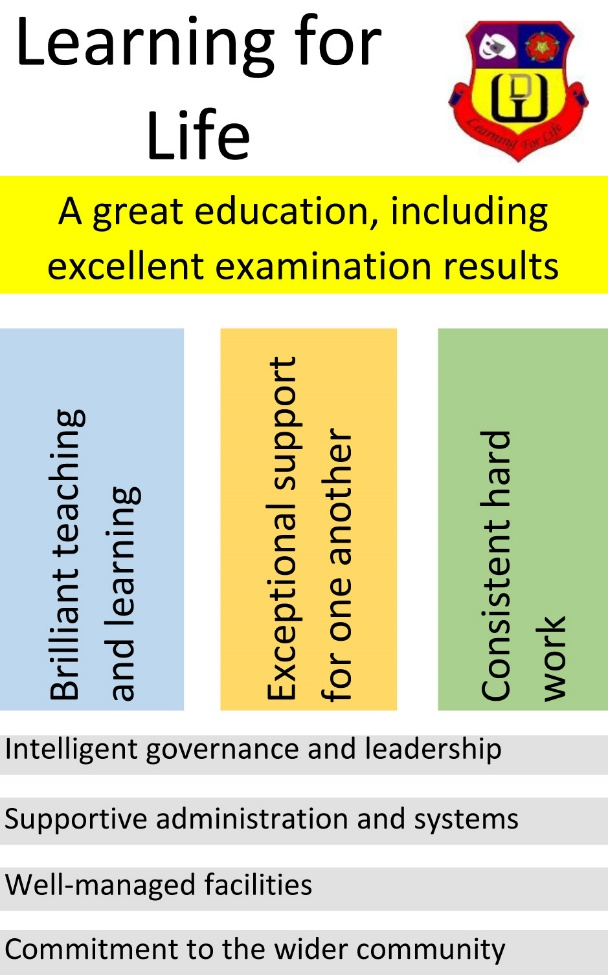 Learning for
Life
Learning For Life
A great education, including
excellent examination results
Brilliant teaching
and learning
Exceptional support
for one another
Consistent hard
work
Intelligent governance and leadership
Supportive administration and systems
Well-managed facilities
Commitment to the wider community